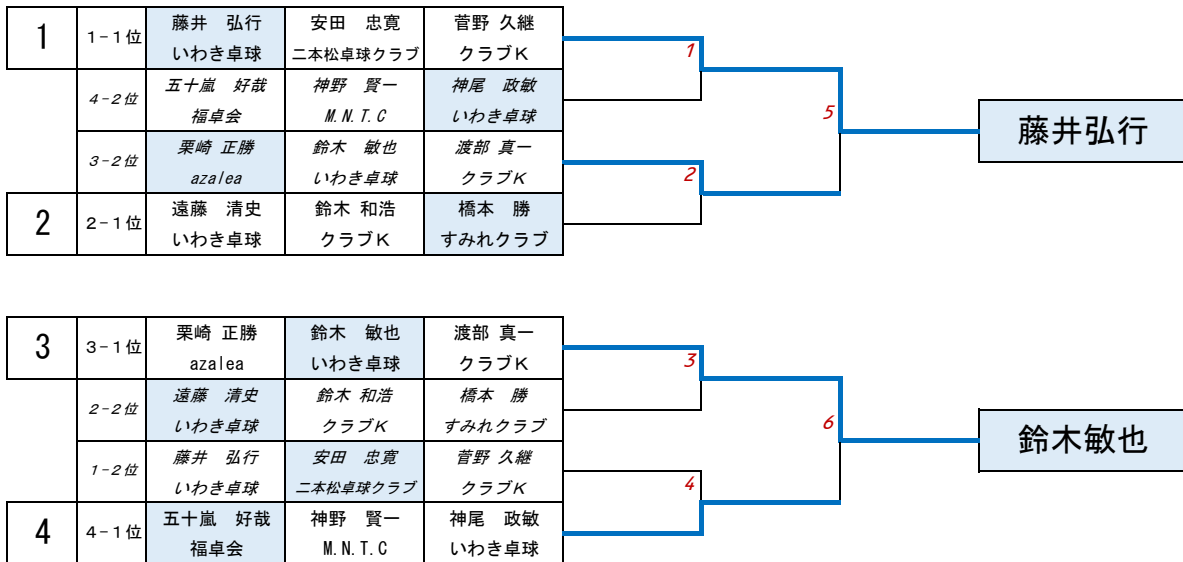 1 1-1位 藤井　弘行 安田　忠寛 菅野 久継
いわき卓球 二本松卓球クラブ クラブK
1
4-2位 五十嵐　好哉 神野　賢一 神尾　政敏
福卓会 M.N.T.C いわき卓球
5
藤井弘行
3-2位 栗崎 正勝 鈴木　敏也 渡部 真一
azalea いわき卓球 クラブK
2
2 2-1位 遠藤　清史 鈴木 和浩 橋本　勝
いわき卓球 クラブK すみれクラブ
3 3-1位 栗崎 正勝 鈴木　敏也 渡部 真一
azalea いわき卓球 クラブK
3
2-2位 遠藤　清史 鈴木 和浩 橋本　勝
いわき卓球 クラブK すみれクラブ
6
鈴木敏也
1-2位 藤井　弘行 安田　忠寛 菅野 久継
いわき卓球 二本松卓球クラブ クラブK
4
4 4-1位 五十嵐　好哉 神野　賢一 神尾　政敏
福卓会 M.N.T.C いわき卓球